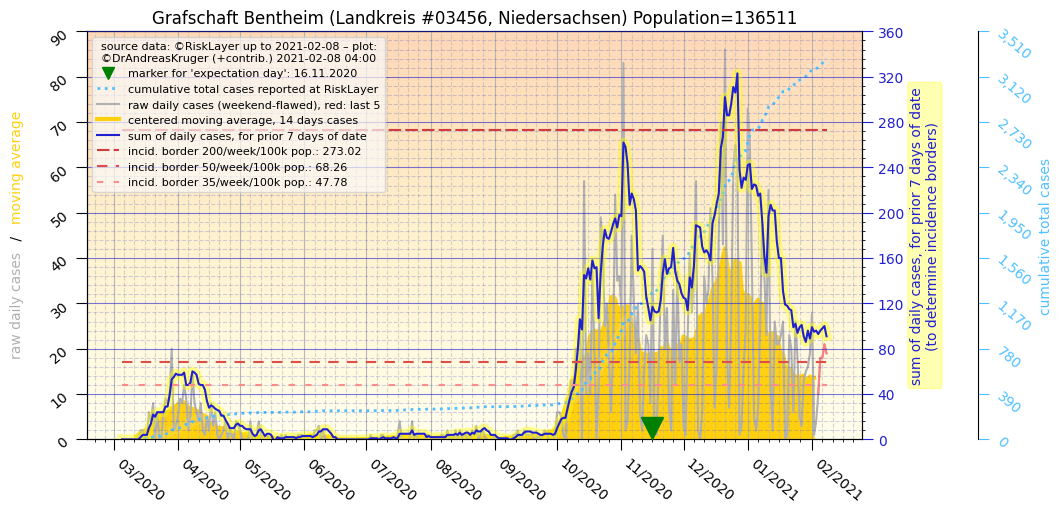 Grafschaft Bentheim (Landkreis #03456, Niedersachsen) Population=136511
source data: ©RiskLayer up to 2021-02-08 – plot:
©DrAndreasKruger (+contrib.) 2021-02-08 04:00
marker for 'expectation day': 16.11.2020
cumulative total cases reported at RiskLayer
raw daily cases (weekend-flawed), red: last 5
centered moving average, 14 days cases
sum of daily cases, for prior 7 days of date
incid. border 200/week/100k pop.: 273.02
incid. border 50/week/100k pop.: 68.26
incid. border 35/week/100k pop.: 47.78
raw daily cases / moving average
90
80
70
60
50
40
30
20
10
0
03/2020
04/2020
05/2020
06/2020
07/2020
08/2020
09/2020
10/2020
11/2020
12/2020
01/2021
02/2021
360
320
280
240
200
160
120
80
40
0
sum of daily cases, for prior 7 days of date
(to determine incidence borders)
3,510
3,120
2,730
2,340
1,950
1,560
1,170
780
390
0
cumulative total cases